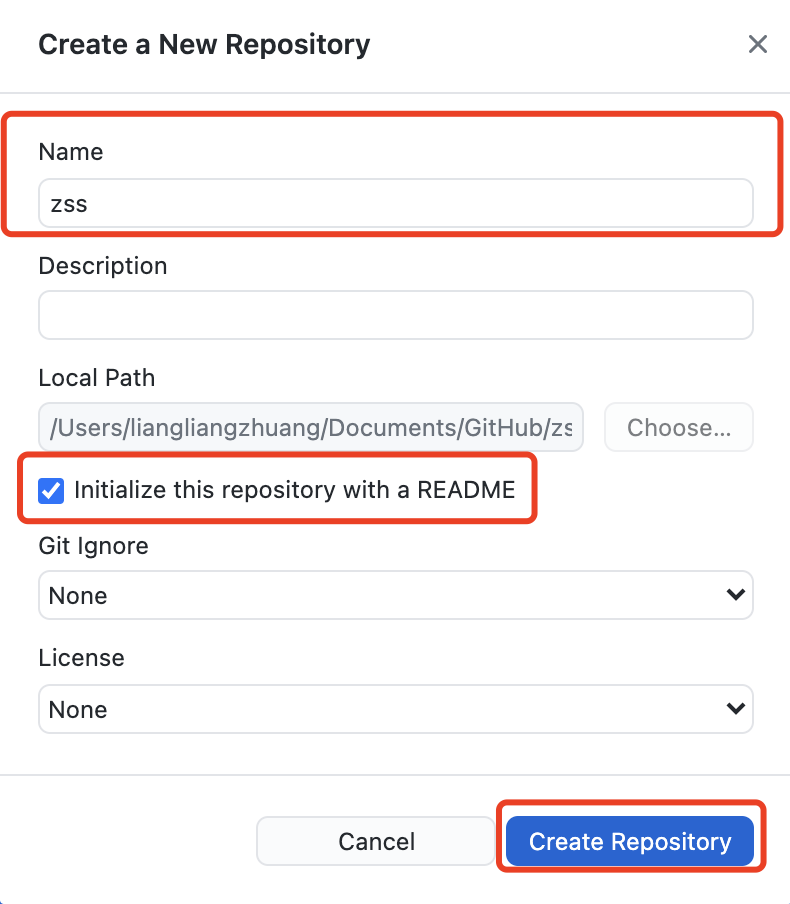 Create a New Repository
Name
zss
Description
Local Path
/Users/liangliangzhuang/Documents/GitHub/zs
Choose...
Initialize this repository with a README
Git Ignore
None
License
None
Cancel
Create Repository